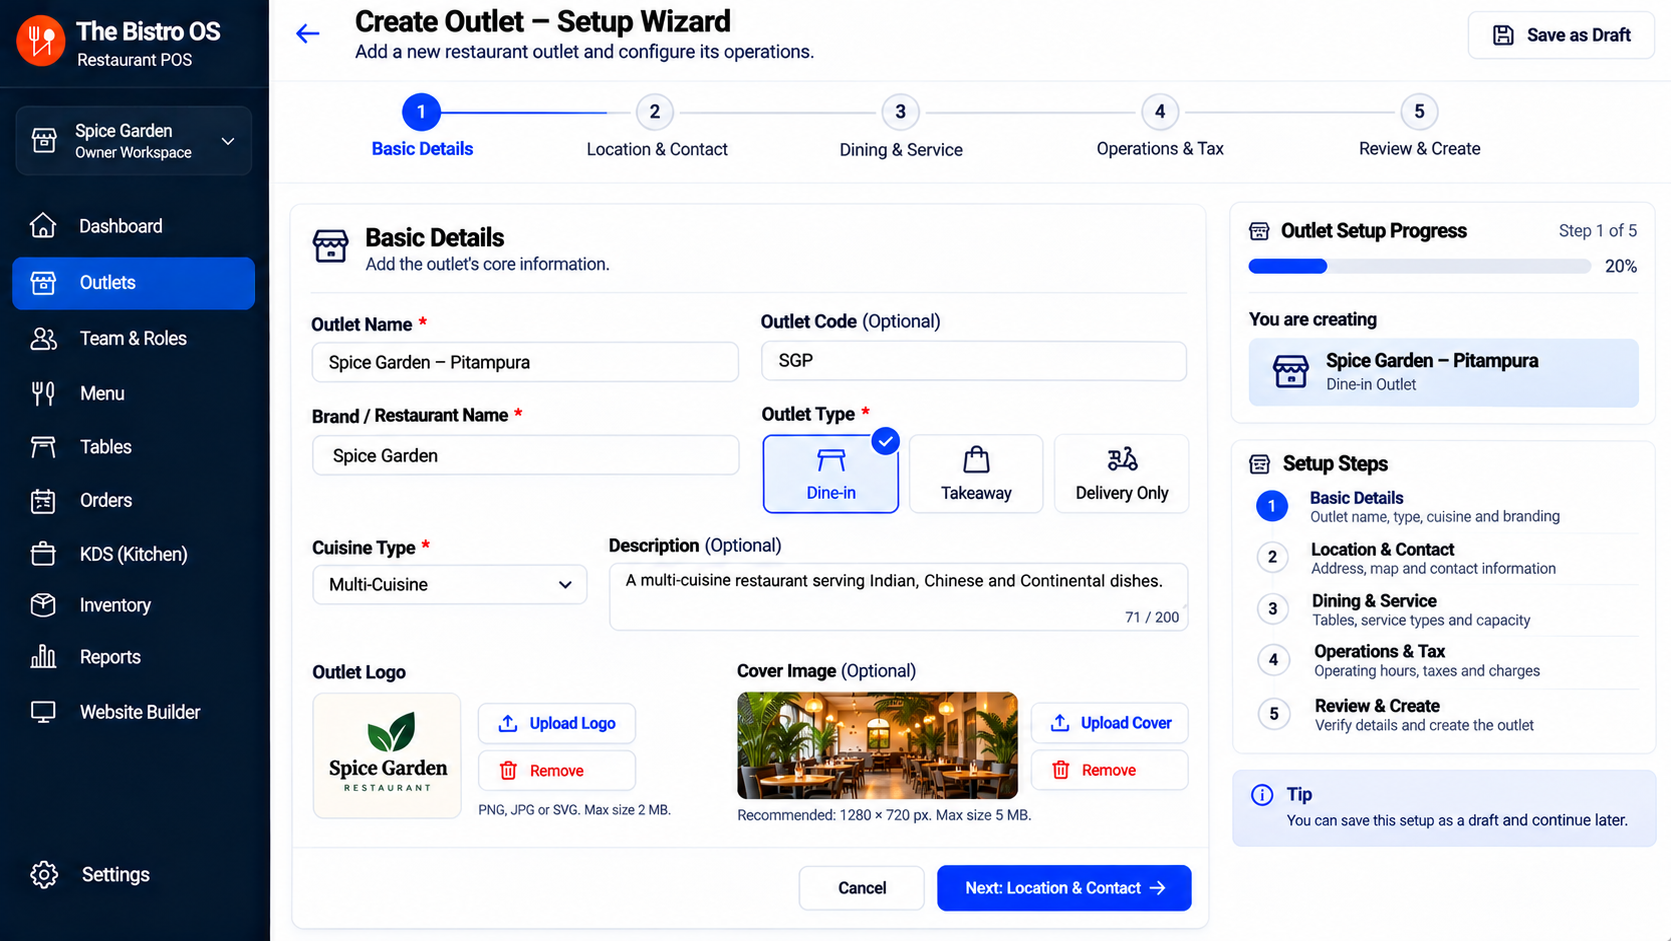 The Bistro OS
Restaurant POS
Spice Garden
Owner Workspace
Dashboard
Outlets
Team & Roles
Menu
Tables
Orders
KDS (Kitchen)
Inventory
Reports
Website Builder
Settings
Create Outlet – Setup Wizard
Add a new restaurant outlet and configure its operations.
Save as Draft
1
Basic Details
2
Location & Contact
3
Dining & Service
4
Operations & Tax
5
Review & Create
Basic Details
Add the outlet's core information.
Outlet Name *
Spice Garden – Pitampura
Outlet Code (Optional)
SGP
Brand / Restaurant Name *
Spice Garden
Outlet Type *
Dine-in
Takeaway
Delivery Only
Cuisine Type *
Multi-Cuisine
Description (Optional)
A multi-cuisine restaurant serving Indian, Chinese and Continental dishes.
71 / 200
Outlet Logo
Spice Garden
RESTAURANT
Upload Logo
Remove
PNG, JPG or SVG. Max size 2 MB.
Cover Image (Optional)
Upload Cover
Remove
Recommended: 1280 × 720 px. Max size 5 MB.
Cancel
Next: Location & Contact →
Outlet Setup Progress
Step 1 of 5
20%
You are creating
Spice Garden – Pitampura
Dine-in Outlet
Setup Steps
1
Basic Details
Outlet name, type, cuisine and branding
2
Location & Contact
Address, map and contact information
3
Dining & Service
Tables, service types and capacity
4
Operations & Tax
Operating hours, taxes and charges
5
Review & Create
Verify details and create the outlet
Tip
You can save this setup as a draft and continue later.